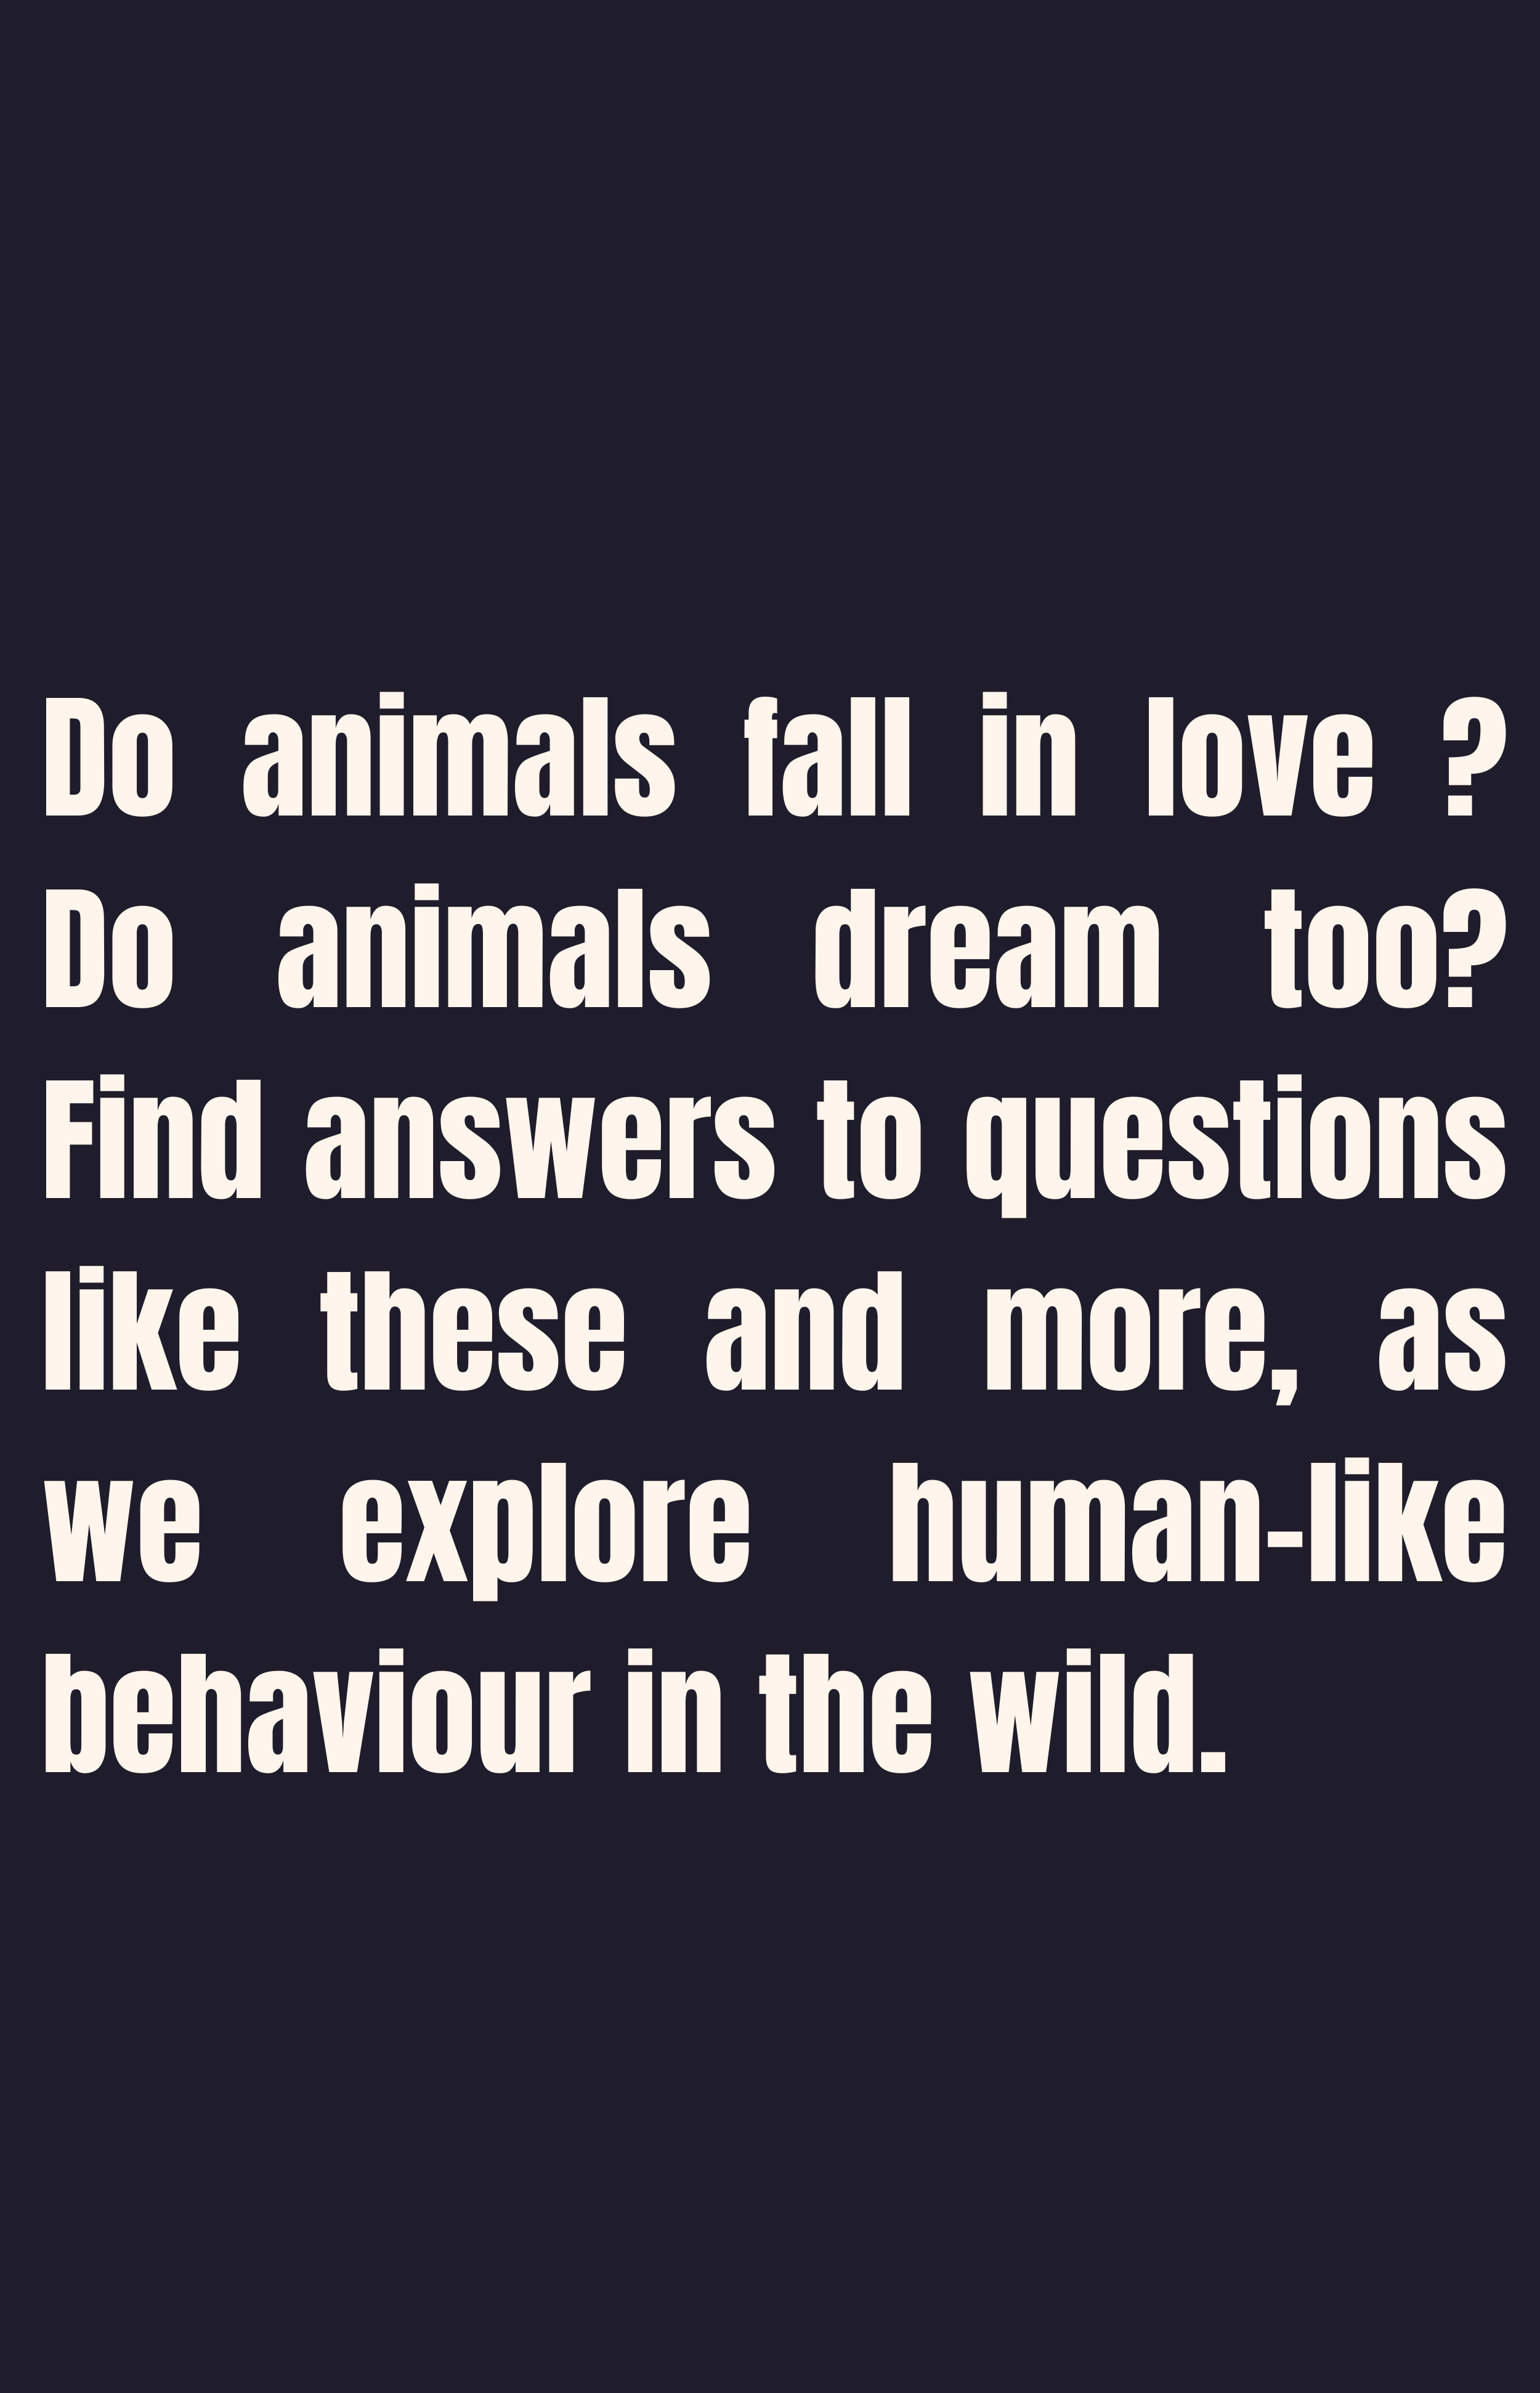 Do animals fall in love ?
Do animals dream too?
Find answers to questions
like these and more, as
we explore human-like
behaviour in the wild.